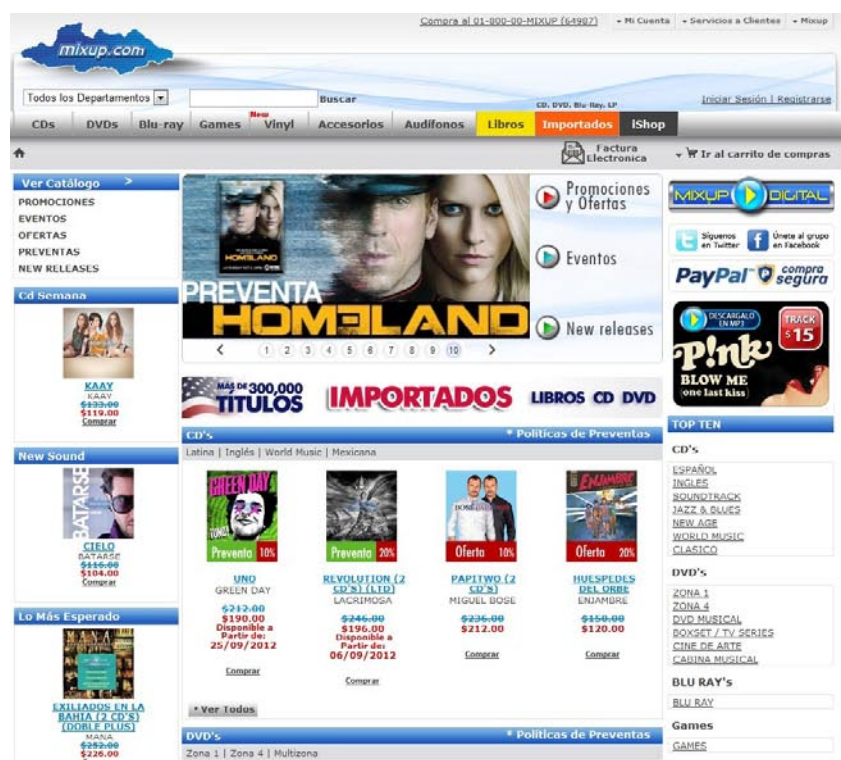 Compra al 01-800-00-MIXUP (64987)
Mi Cuenta
Servicios a Clientes
Mixup
mixup.com
Todos los Departamentos
Buscar
CD, DVD, Blu-Ray, LP
Iniciar Sesión | Registrarse
CDs
DVDs
Blu-ray
Games
New
Vinyl
Accesorios
Audífonos
Libros
Importados
iShop
Factura
Electronica
Ir al carrito de compras
Ver Catálogo >
PROMOCIONES
EVENTOS
OFERTAS
PREVENTAS
NEW RELEASES
Cd Semana
KAAY
KAAY
$133.00
$119.00
Comprar
New Sound
BATARSE
CIELO
BATARSE
$116.00
$104.00
Comprar
Lo Más Esperado
MANA
EXILIADOS EN LA
BAHIA (2 CD'S)
(DOBLE PLUS)
MANA
$252.00
$226.00
HOMELAND
PREVENTA
HOMELAND
< 1 2 3 4 5 6 7 8 9 10 >
Promociones
y Ofertas
Eventos
New releases
MAS DE 300,000
TÍTULOS
IMPORTADOS
LIBROS CD DVD
CD's
* Políticas de Preventas
Latina | Inglés | World Music | Mexicana
GREEN DAY
¡UNO!
Preventa 10%
UNO
GREEN DAY
$212.00
$190.00
Disponible a
Partir de:
25/09/2012
Comprar
Preventa 20%
REVOLUTION (2
CD'S) (LTD)
LACRIMOSA
$246.00
$196.00
Disponible a
Partir de:
06/09/2012
Comprar
Oferta 10%
PAPITWO (2
CD'S)
MIGUEL BOSE
$236.00
$212.00
Comprar
ENJAMBRE
Oferta 20%
HUESPEDES
DEL ORBE
ENJAMBRE
$150.00
$120.00
Comprar
* Ver Todos
DVD's
* Políticas de Preventas
Zona 1 | Zona 4 | Multizona
MIXUP DIGITAL
Síguenos
en Twitter
Únete al grupo
en Facebook
PayPal
compra
segura
DESCARGALO
EN MP3
TRACK
$15
P!nk
BLOW ME
(one last kiss)
TOP TEN
CD's
ESPAÑOL
INGLES
SOUNDTRACK
JAZZ & BLUES
NEW AGE
WORLD MUSIC
CLASICO
DVD's
ZONA 1
ZONA 4
DVD MUSICAL
BOXSET / TV SERIES
CINE DE ARTE
CABINA MUSICAL
BLU RAY's
BLU RAY
Games
GAMES